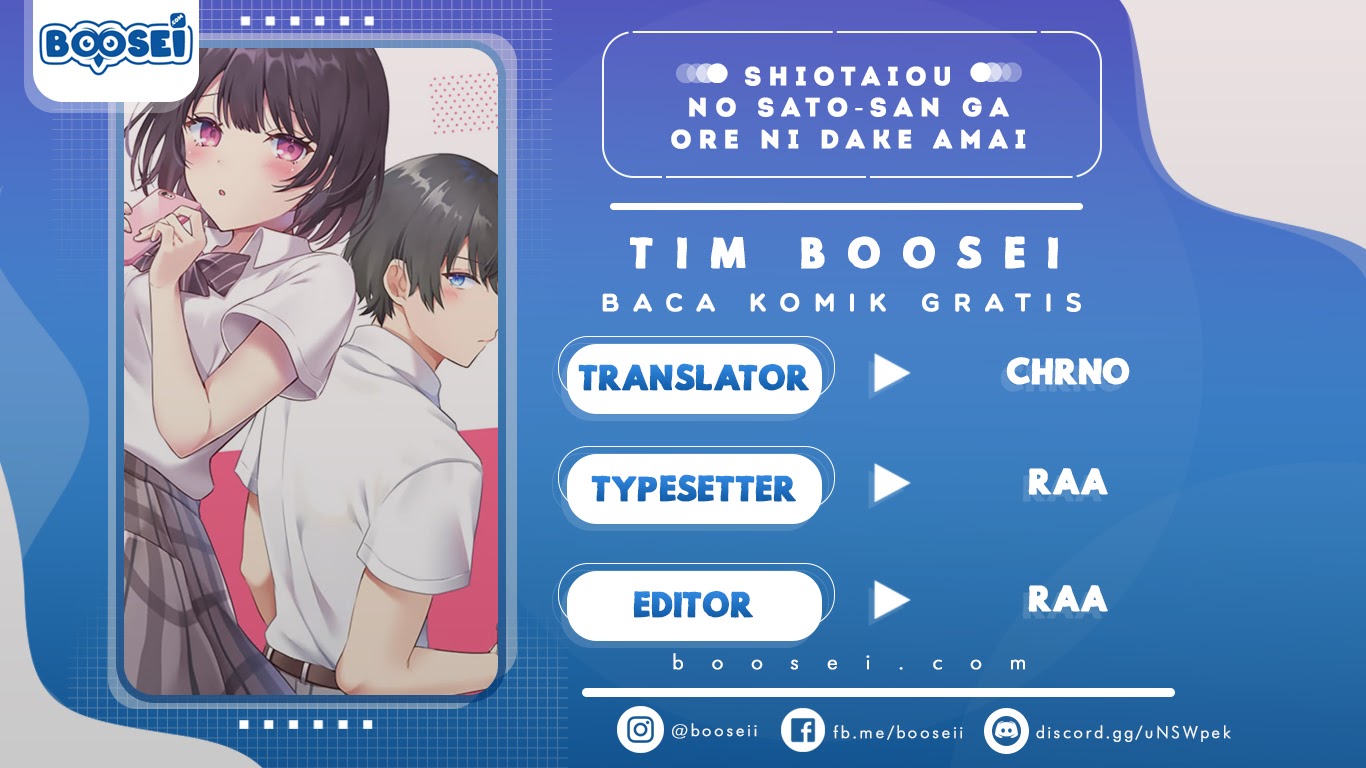 BOOSEI
.COM
SHIOTAIOU
NO SATO-SAN GA
ORE NI DAKE AMAI
TIM BOOSEI
BACA KOMIK GRATIS
TRANSLATOR CHRNO
TYPESETTER RAA
EDITOR RAA
boosei.com
@booseii fb.me/booseii discord.gg/uNSWpek